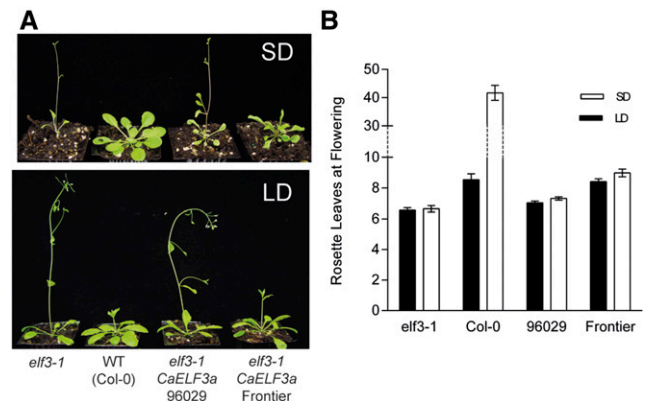 A
SD
LD
elf3-1
WT
(Col-0)
elf3-1
CaELF3a
96029
elf3-1
CaELF3a
Frontier
B
Rosette Leaves at Flowering
50
40
30
10
8
6
4
2
0
SD
LD
elf3-1
Col-0
96029
Frontier